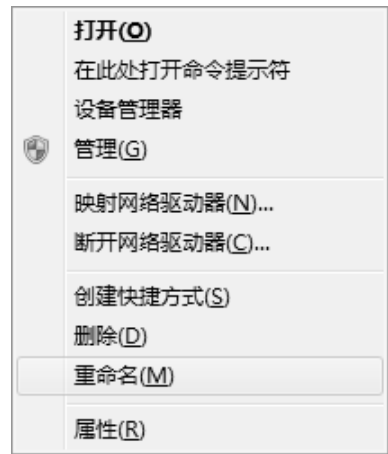 打开(O)
在此处打开命令提示符
设备管理器
管理(G)
映射网络驱动器(N)...
断开网络驱动器(C)...
创建快捷方式(S)
删除(D)
重命名(M)
属性(R)